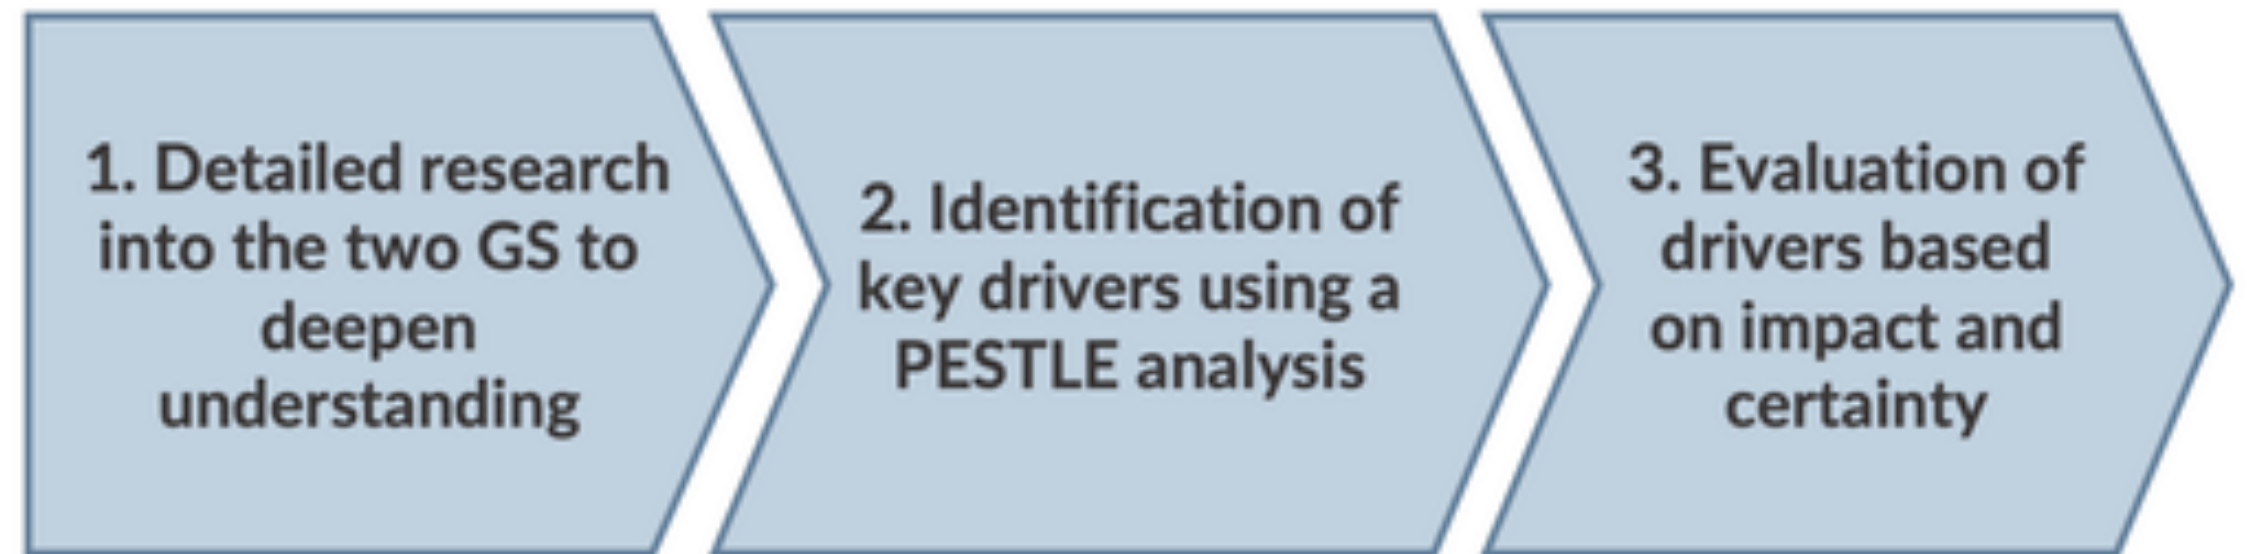 1. Detailed research
into the two GS to
deepen
understanding
2. Identification of
key drivers using a
PESTLE analysis
3. Evaluation of
drivers based
on impact and
certainty